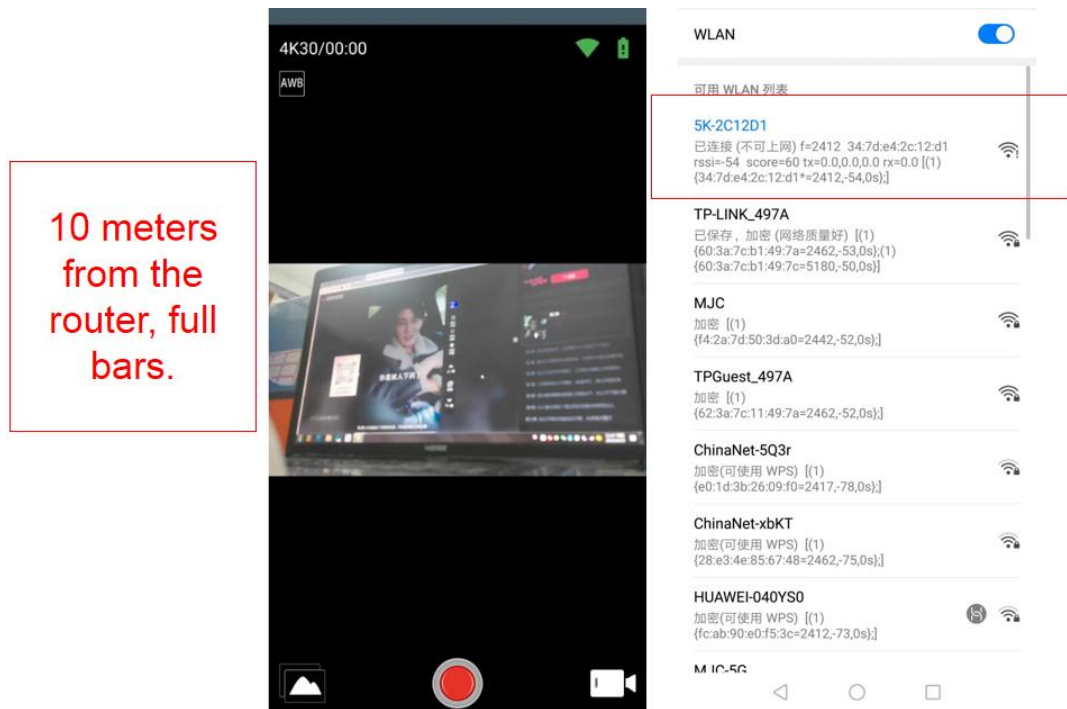 10 meters
from the
router, full
bars.
4K30/00:00
AWB
WLAN
可用 WLAN 列表
5K-2C12D1
已连接 (不可上网) f=2412 34:7d:e4:2c:12:d1
rssi=-54 score=60 tx=0.0,0.0,0.0 rx=0.0 [(1)
{34:7d:e4:2c:12:d1*=2412,-54,0s};]
TP-LINK_497A
已保存，加密 (网络质量好) [(1)
{60:3a:7c:b1:49:7a=2462,-53,0s};(1)
{60:3a:7c:b1:49:7c=5180,-50,0s}]
MJC
加密 [(1)
{f4:2a:7d:50:3d:a0=2442,-52,0s};]
TPGuest_497A
加密 [(1)
{62:3a:7c:11:49:7a=2462,-52,0s};]
ChinaNet-5Q3r
加密(可使用 WPS) [(1)
{e0:1d:3b:26:09:f0=2417,-78,0s};]
ChinaNet-xbKT
加密(可使用 WPS) [(1)
{28:e3:4e:85:67:48=2462,-75,0s};]
HUAWEI-040YS0
加密(可使用 WPS) [(1)
{fc:ab:90:e0:f5:3c=2412,-73,0s};]
MJC-5G